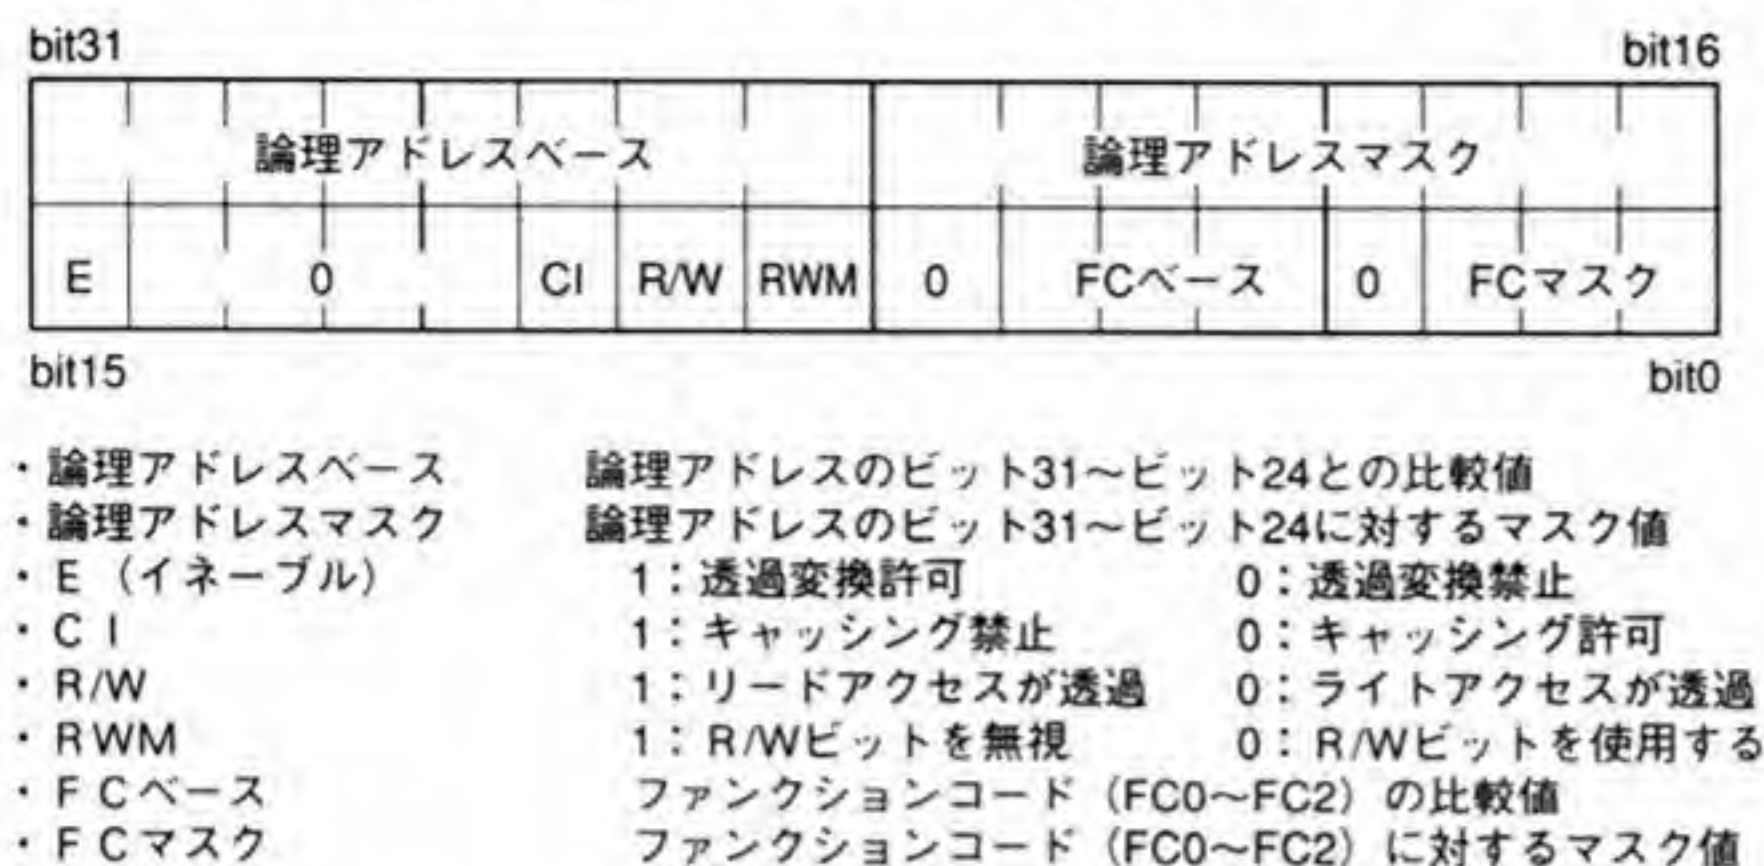 bit31 bit16
論理アドレスベース 論理アドレスマスク
E 0 CI R/W RWM 0 FCベース 0 FCマスク
bit15 bit0
・論理アドレスベース 論理アドレスのビット31～ビット24との比較値
・論理アドレスマスク 論理アドレスのビット31～ビット24に対するマスク値
・E（イネーブル） 1：透過変換許可 0：透過変換禁止
・CI 1：キャッシング禁止 0：キャッシング許可
・R/W 1：リードアクセスが透過 0：ライトアクセスが透過
・RWM 1：R/Wビットを無視 0：R/Wビットを使用する
・FCベース ファンクションコード（FC0～FC2）の比較値
・FCマスク ファンクションコード（FC0～FC2）に対するマスク値